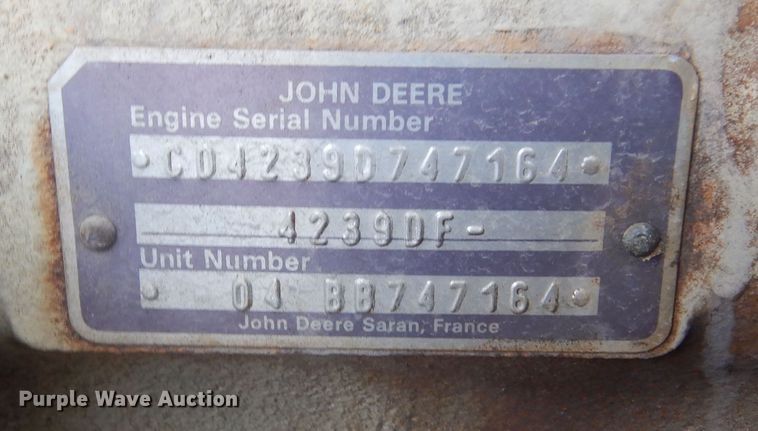 JOHN DEERE
Engine Serial Number
•CD4239D747164•
4239DF-
Unit Number
• 04 BB747164•
John Deere Saran, France
Purple Wave Auction®